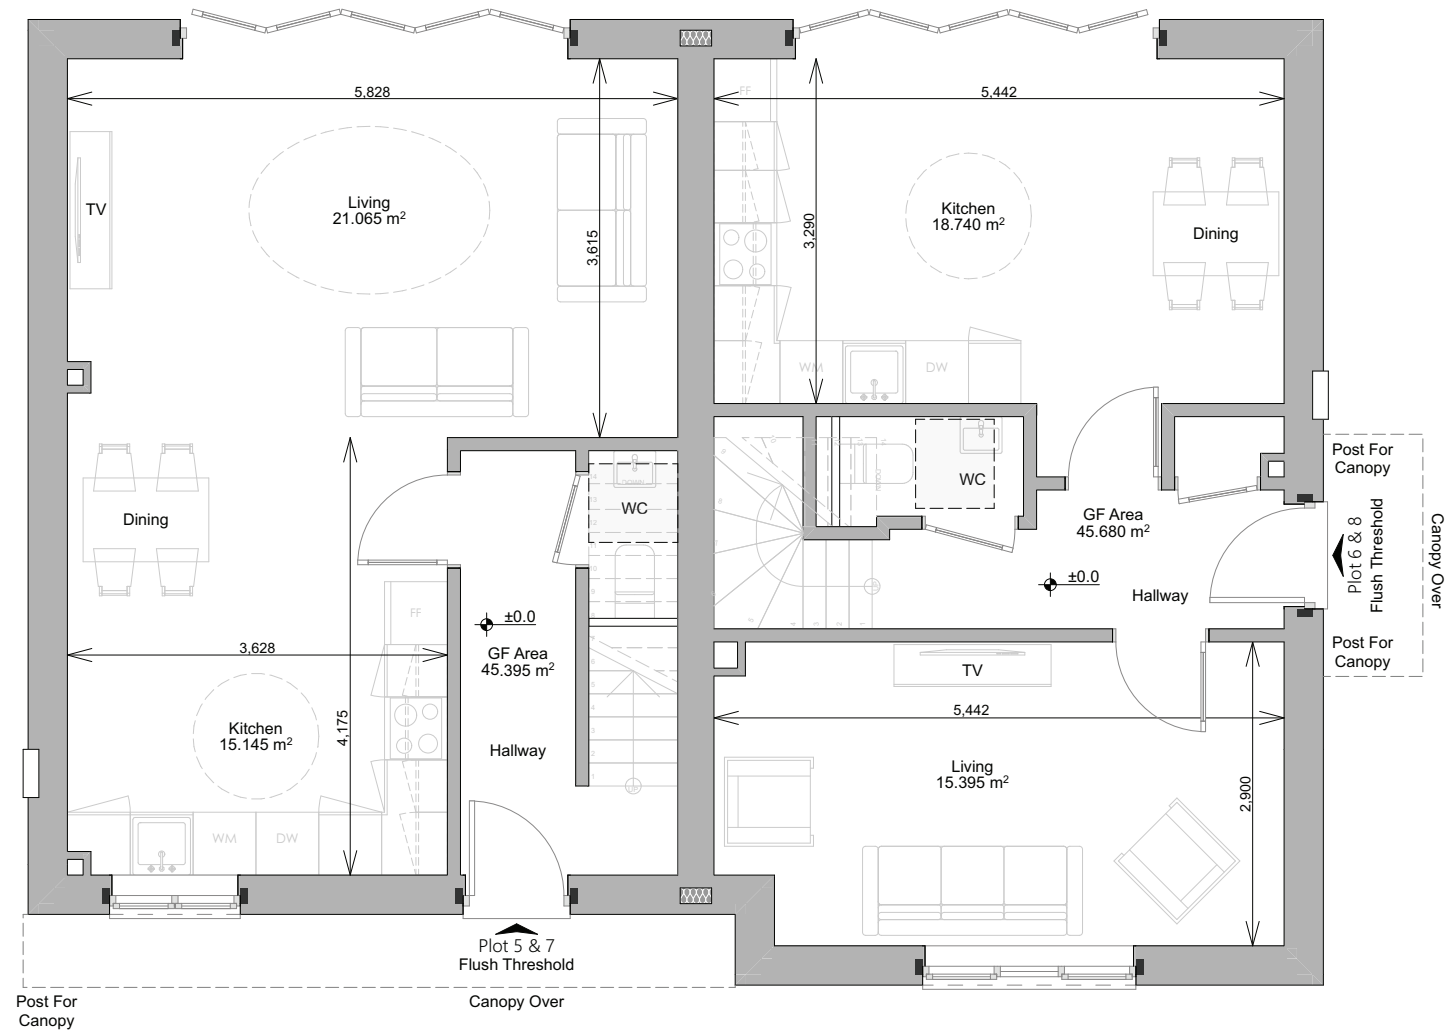 5,828
5,442
FF
TV
Living
21.065 m²
3,615
3,290
Kitchen
18.740 m²
Dining
WM
DW
Post For
Canopy
WC
DOWN
WC
GF Area
45.680 m²
Plot 6 & 8
Flush Threshold
Canopy Over
Dining
±0.0
Hallway
FF
±0.0
GF Area
45.395 m²
Post For
Canopy
3,628
TV
5,442
Kitchen
15.145 m²
4,175
Hallway
Living
15.395 m²
2,900
UP
WM
DW
Plot 5 & 7
Flush Threshold
Post For
Canopy
Canopy Over